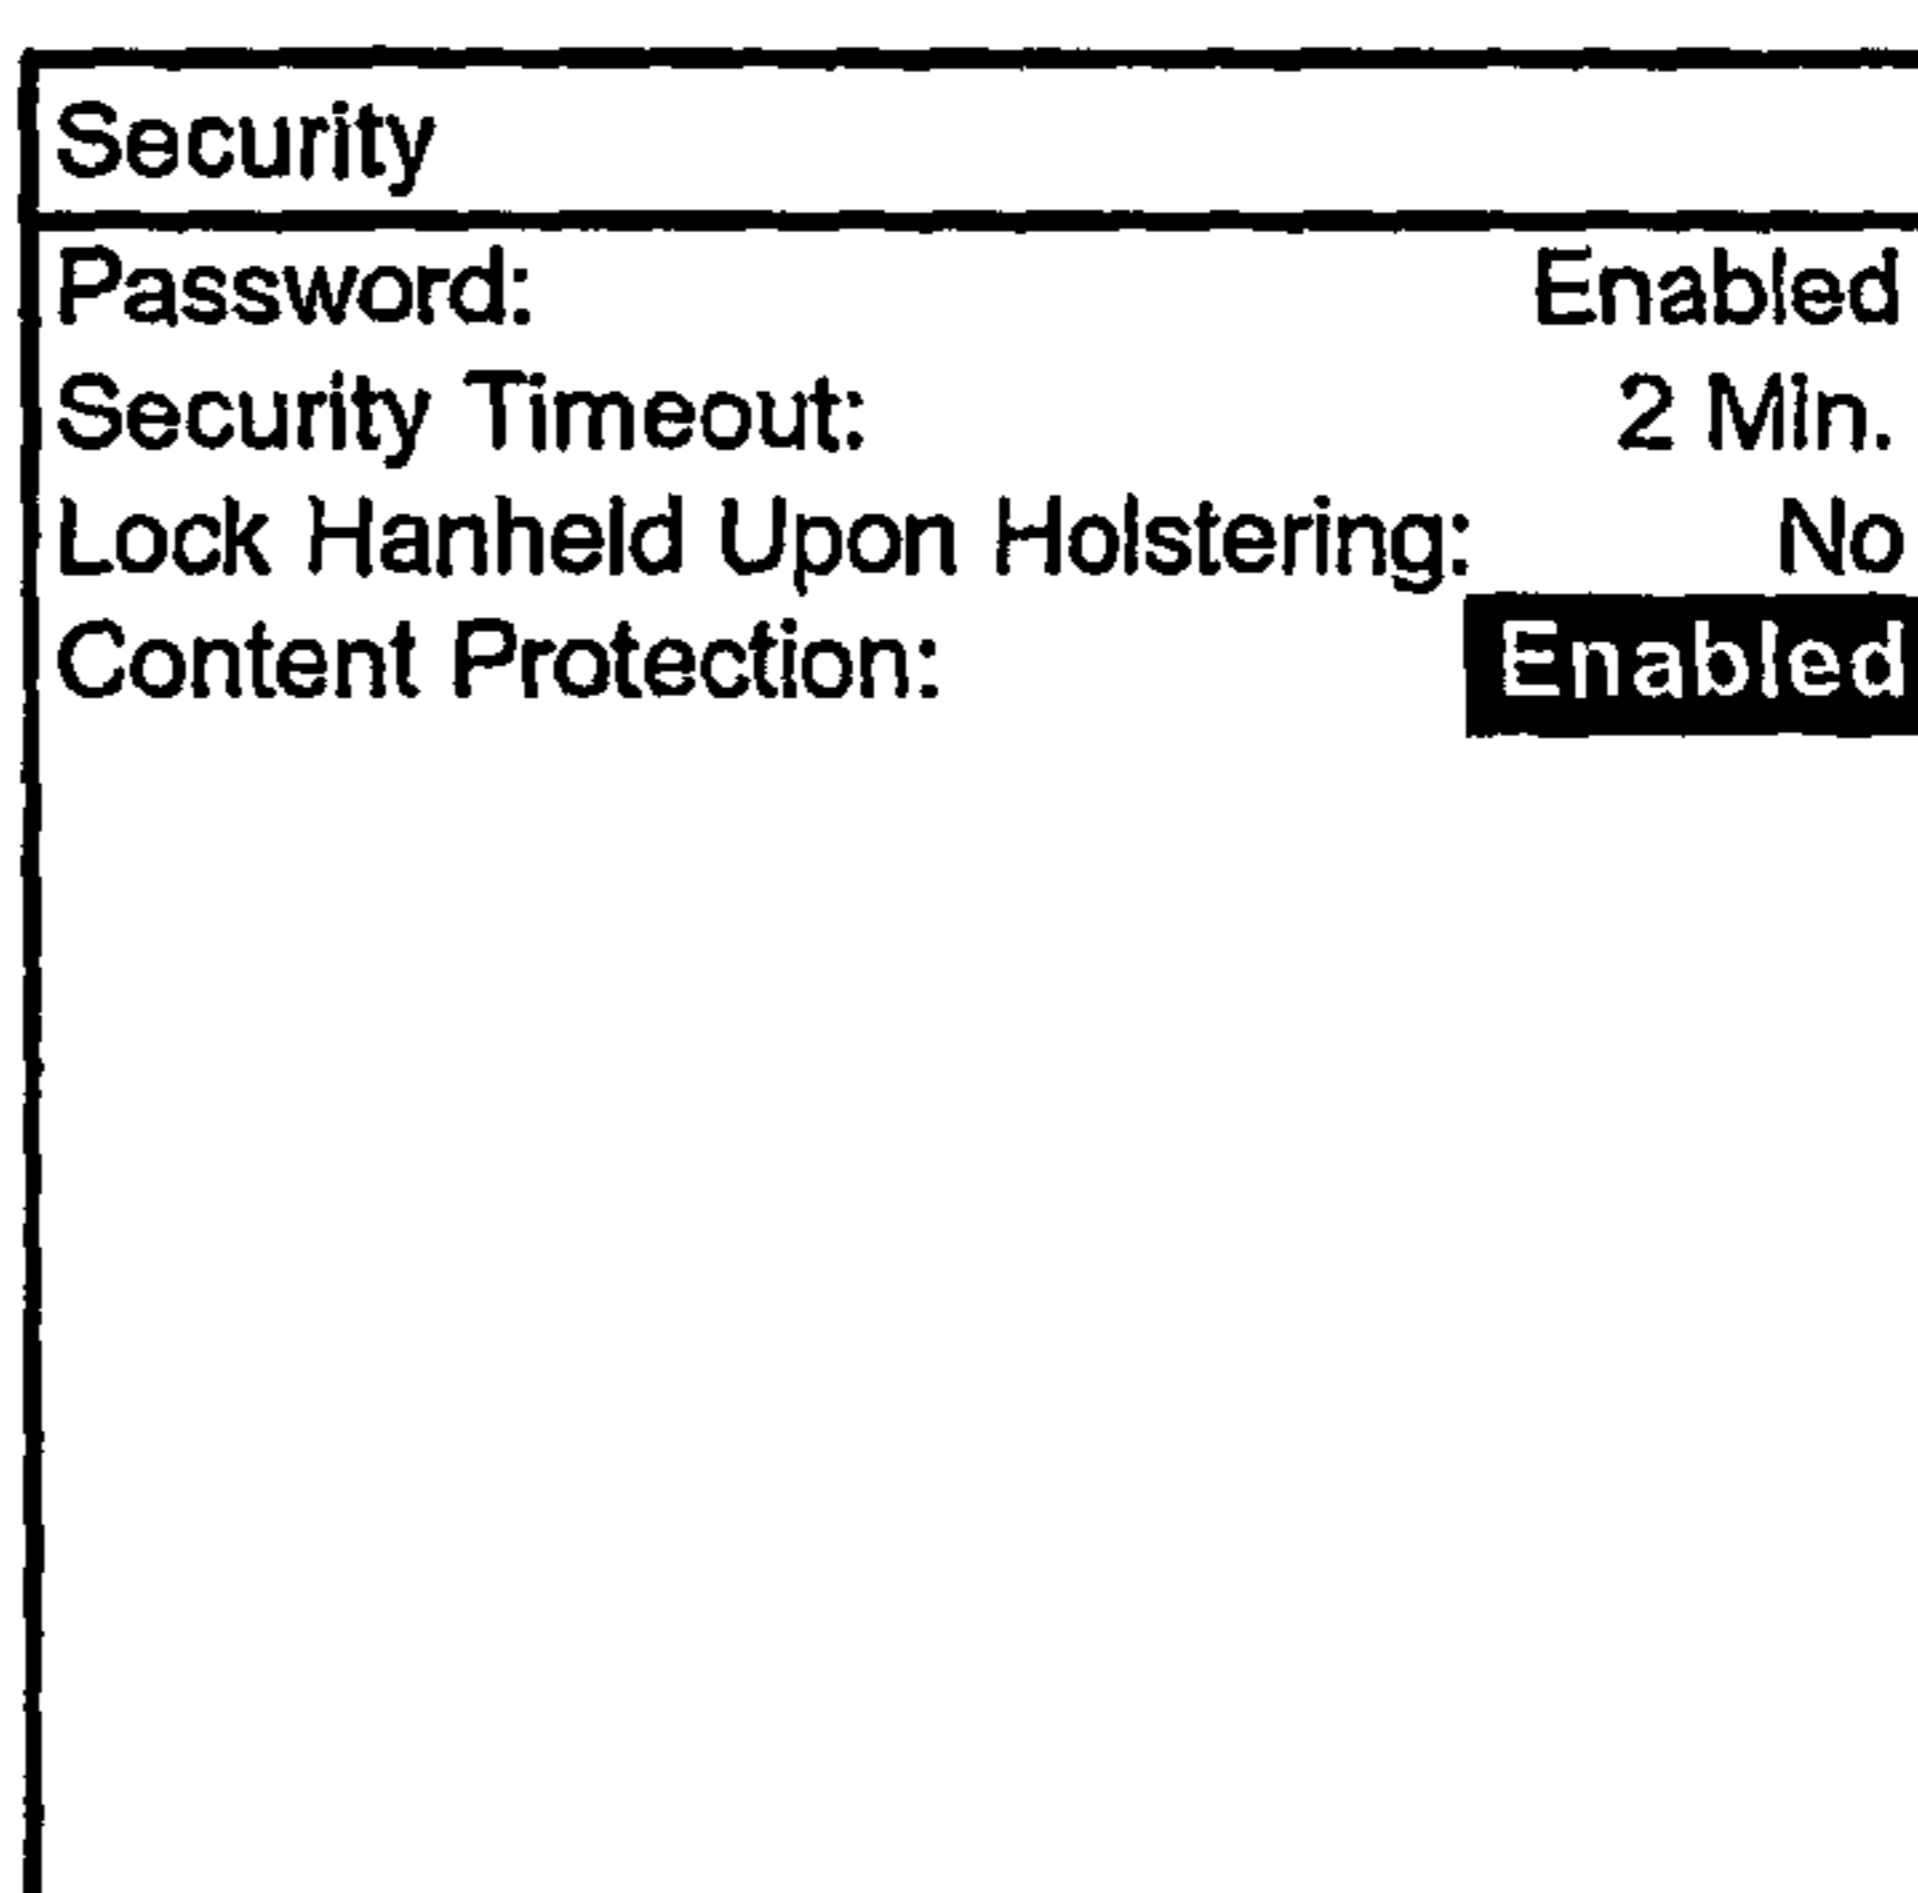 Security
Password: Enabled
Security Timeout: 2 Min.
Lock Hanheld Upon Holstering: No
Content Protection: Enabled